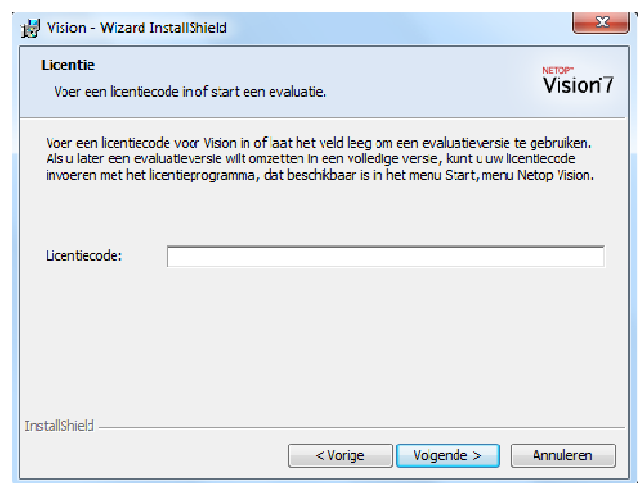 Vision - Wizard InstallShield
Licentie
Voer een licentiecode in of start een evaluatie.
NETOP™
Vision7
Voer een licentiecode voor Vision in of laat het veld leeg om een evaluatieversie te gebruiken.
Als u later een evaluatieversie wilt omzetten in een volledige versie, kunt u uw licentiecode
invoeren met het licentieprogramma, dat beschikbaar is in het menu Start, menu Netop Vision.
Licentiecode:
InstallShield
< Vorige
Volgende >
Annuleren